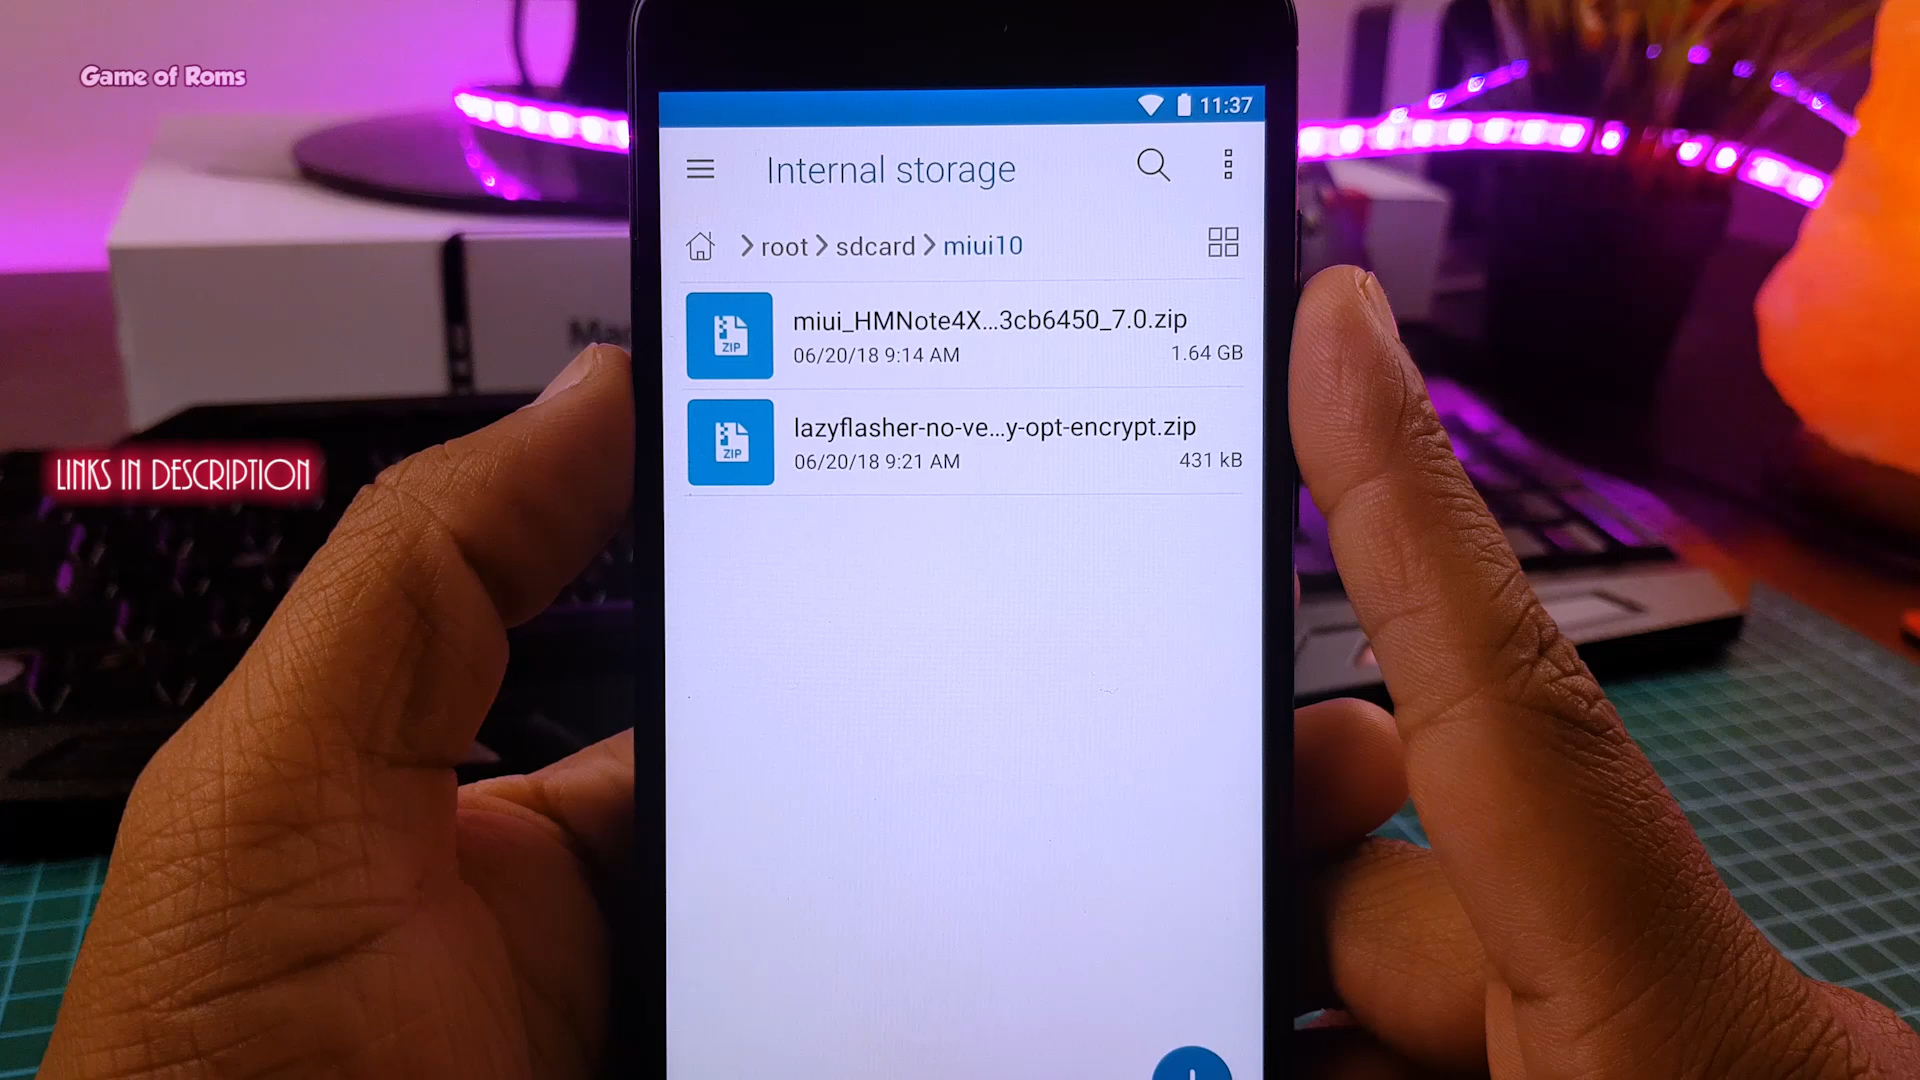 Game of Roms
11:37
Internal storage
root sdcard miui10
miui_HMNote4X...3cb6450_7.0.zip
06/20/18 9:14 AM
1.64 GB
ZIP
lazyflasher-no-ve...y-opt-encrypt.zip
06/20/18 9:21 AM
431 kB
ZIP
LINKS IN DESCRIPTION